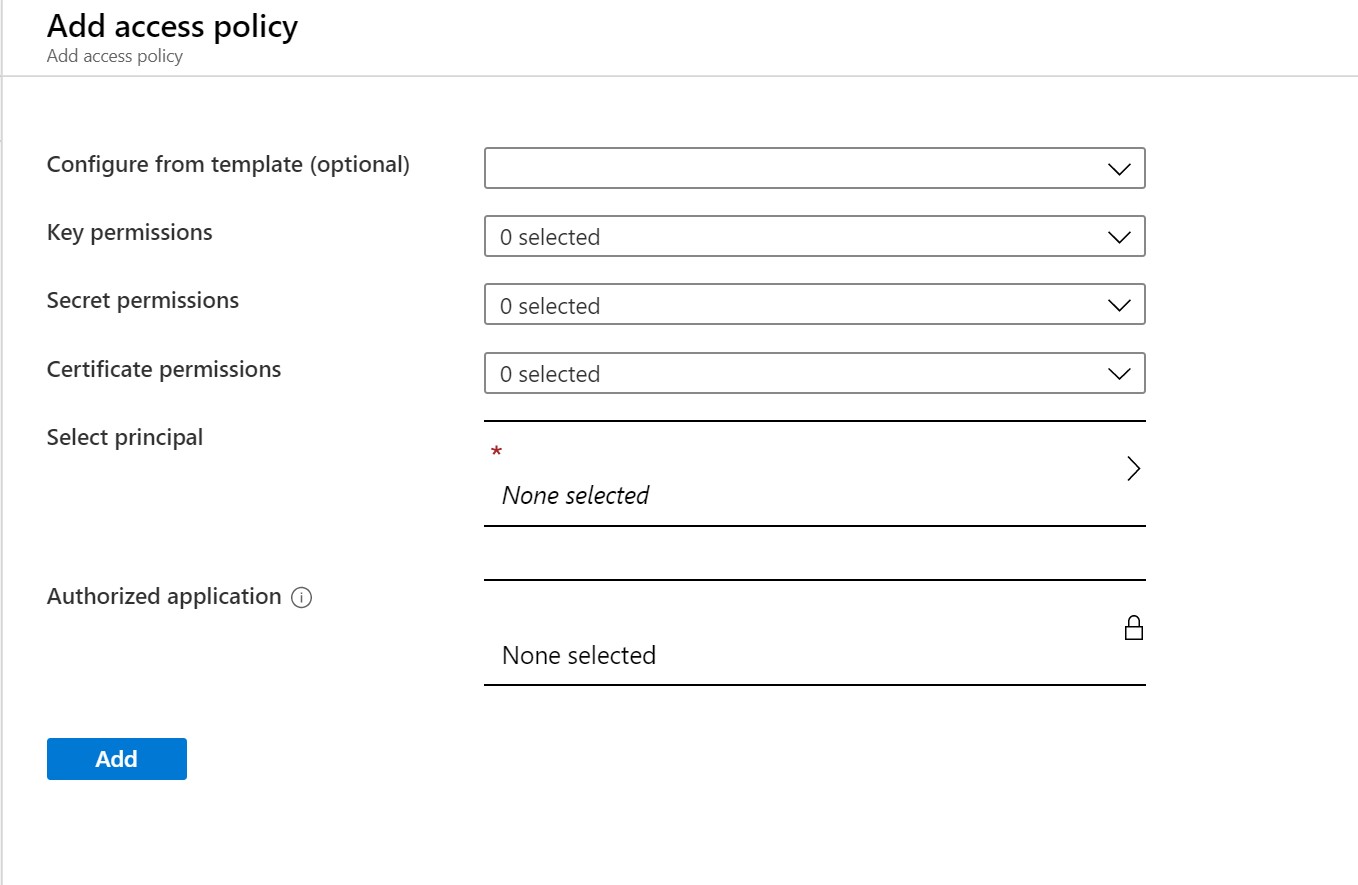 Add access policy
Add access policy
Configure from template (optional)
Key permissions
0 selected
Secret permissions
0 selected
Certificate permissions
0 selected
Select principal
*
None selected
Authorized application
None selected
Add